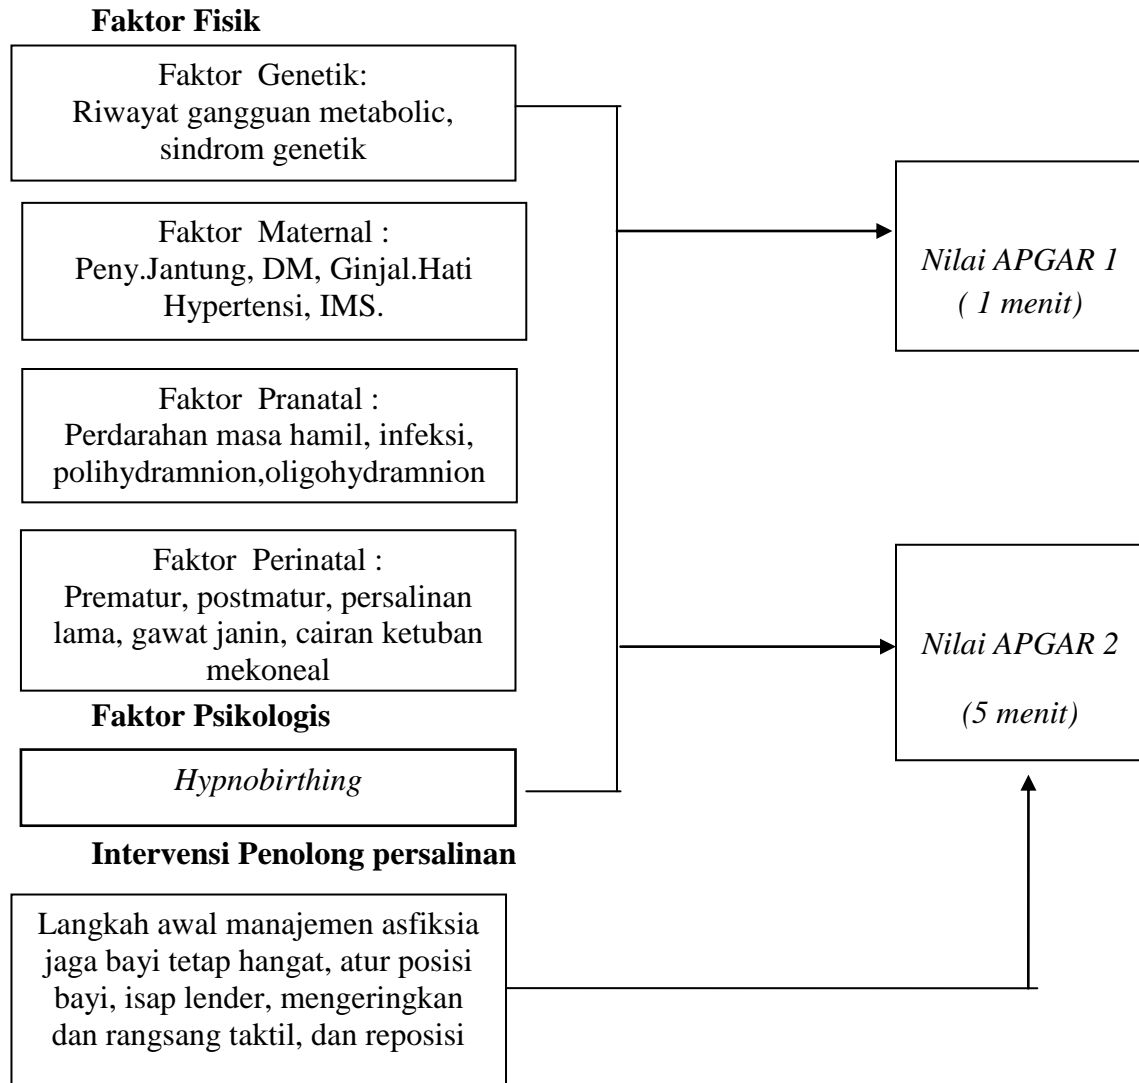 Faktor Fisik
Faktor  Genetik:
Riwayat gangguan metabolic,
sindrom genetik
Faktor  Maternal :
Peny.Jantung, DM, Ginjal.Hati
Hypertensi, IMS.
Faktor  Pranatal :
Perdarahan masa hamil, infeksi,
polihydramnion,oligohydramnion
Faktor  Perinatal :
Prematur, postmatur, persalinan
lama, gawat janin, cairan ketuban
mekoneal
Faktor Psikologis
Hypnobirthing
Intervensi Penolong persalinan
Langkah awal manajemen asfiksia
jaga bayi tetap hangat, atur posisi
bayi, isap lender, mengeringkan
dan rangsang taktil, dan reposisi
Nilai APGAR 1
( 1 menit)
Nilai APGAR 2
(5 menit)